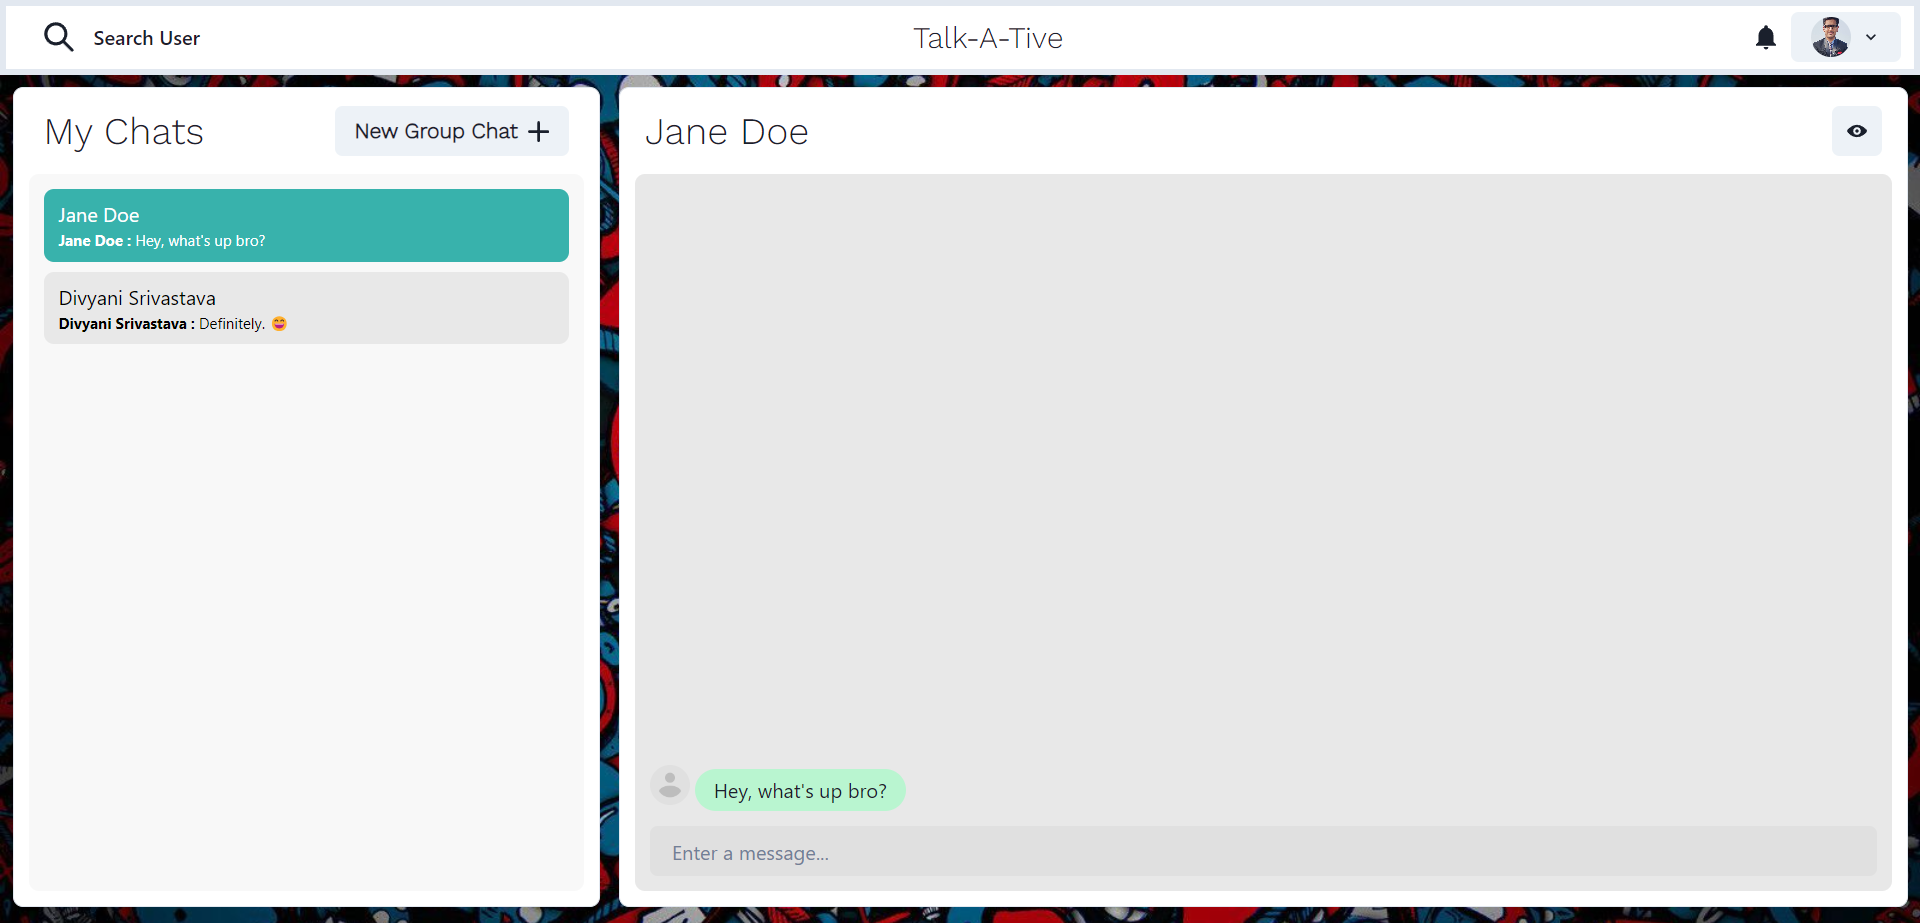 Search User
Talk-A-Tive
My Chats
New Group Chat
Jane Doe
Jane Doe : Hey, what's up bro?
Divyani Srivastava
Divyani Srivastava : Definitely. 😄
Jane Doe
Hey, what's up bro?
Enter a message...